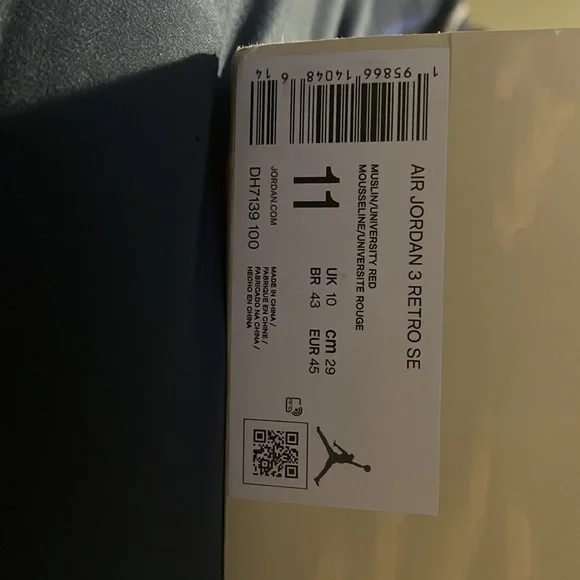 AIR JORDAN 3 RETRO SE
MUSLIN/UNIVERSITY RED
MOUSSELINE/UNIVERSITE ROUGE
11
UK 10 cm 29
BR 43 EUR 45
JORDAN.COM
DH7139 100
MADE IN CHINA /
FABRIQUE EN CHINE /
FABRICADO NA CHINA /
HECHO EN CHINA
1 95866 14048 6 14